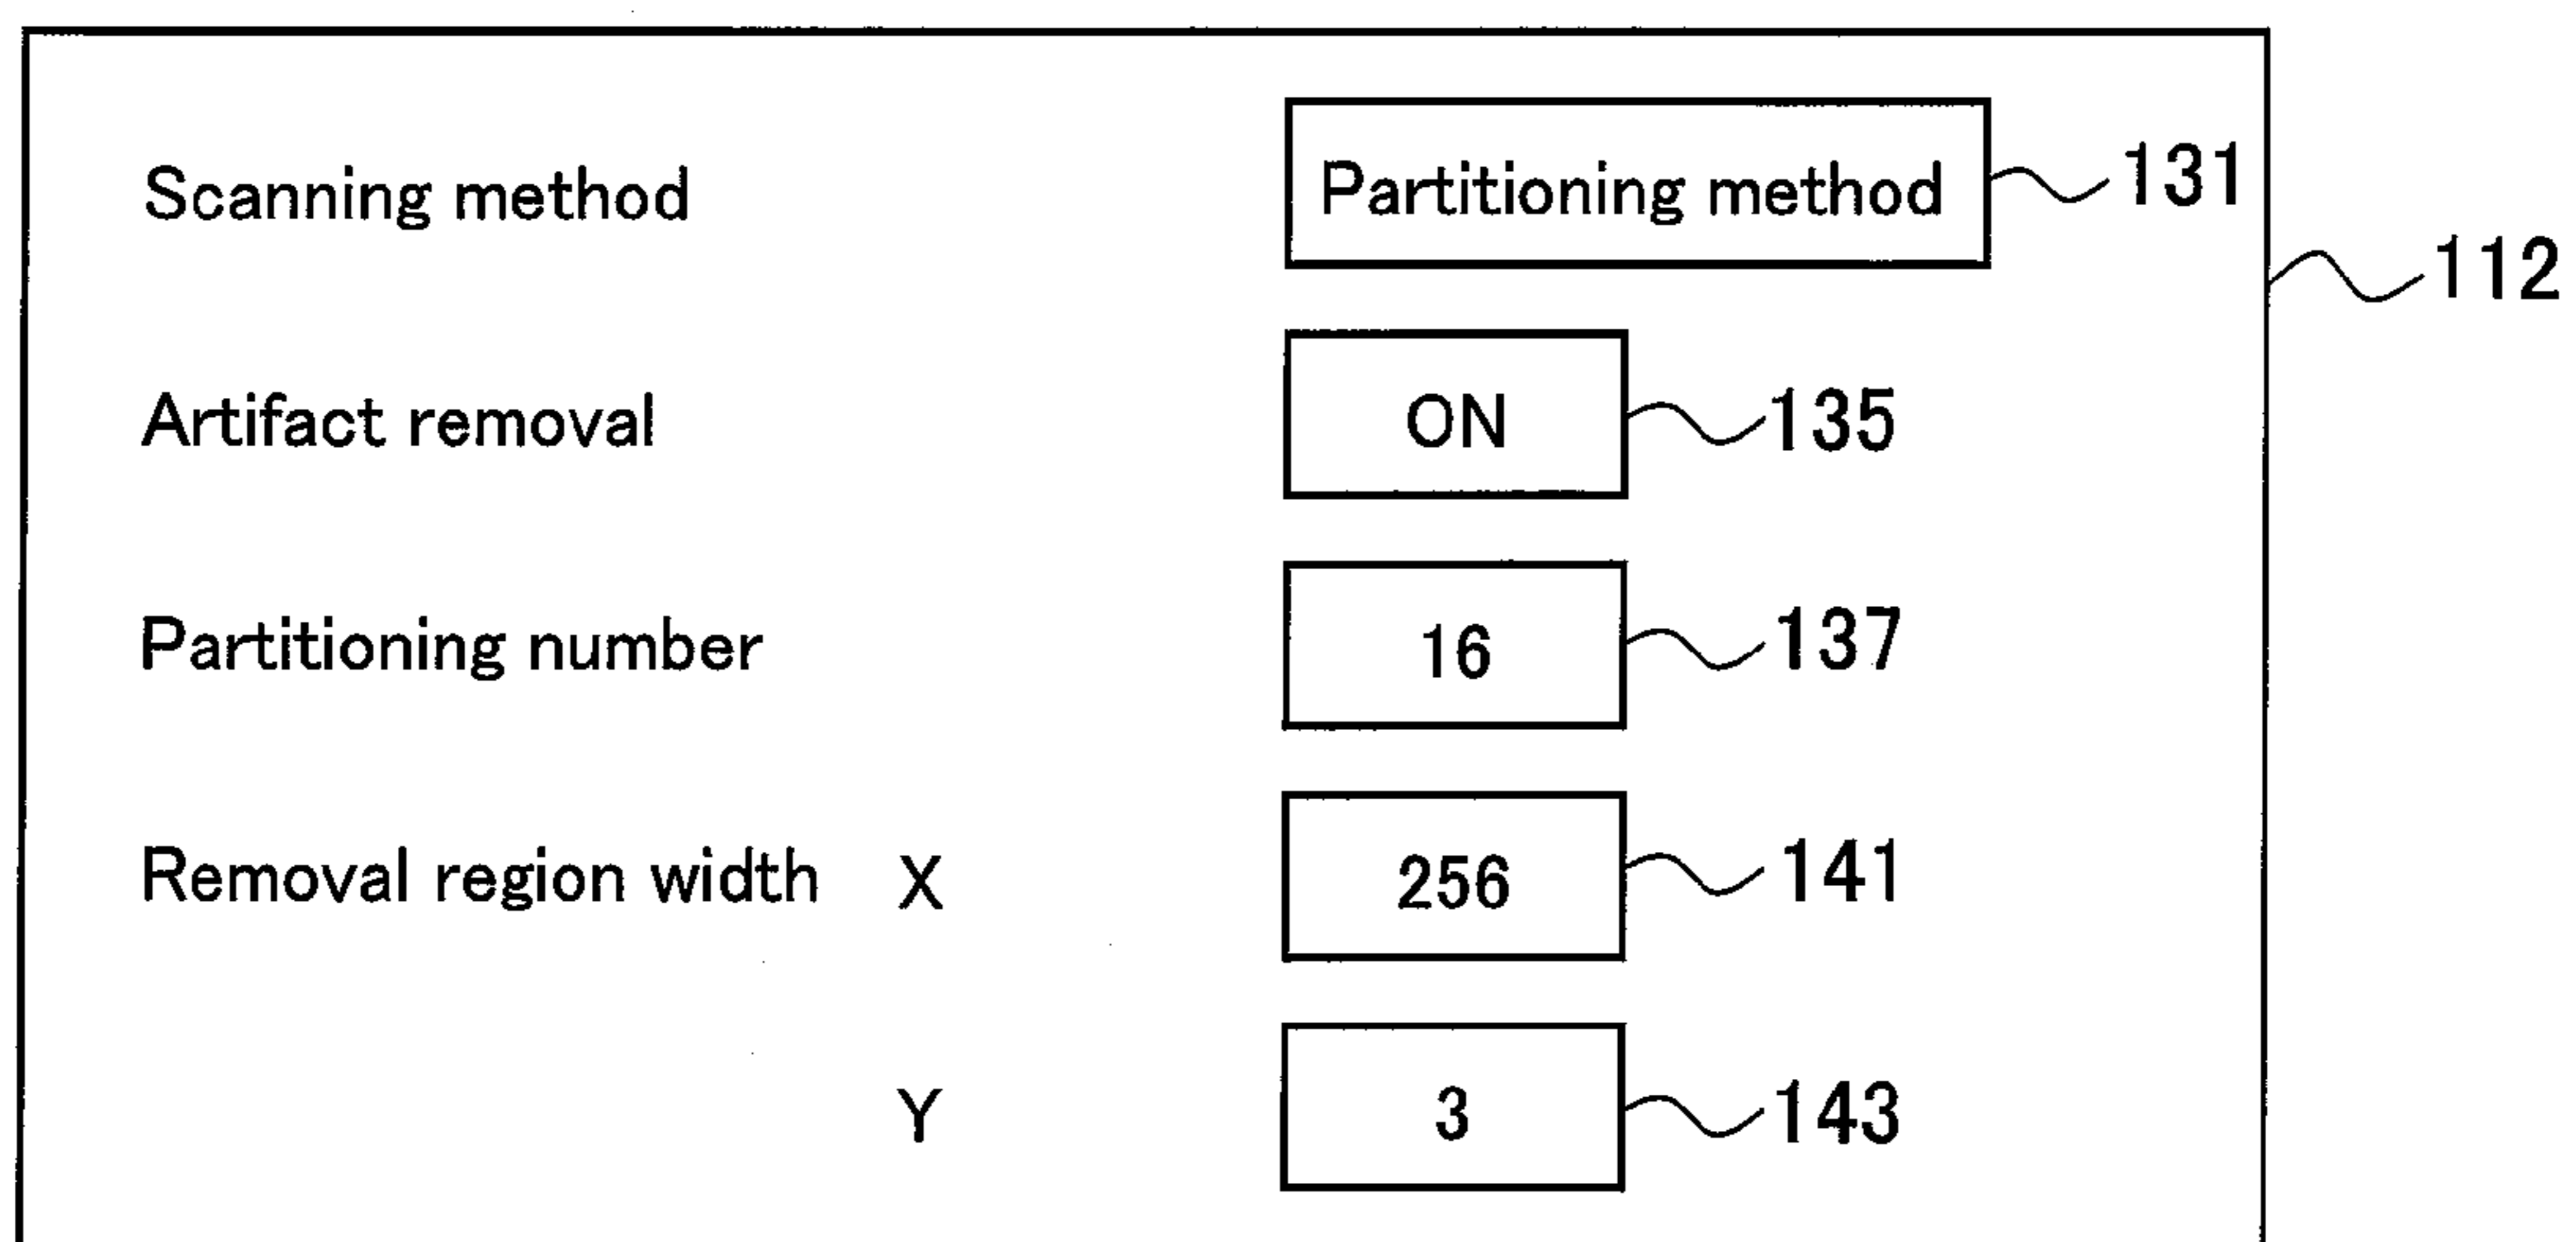 Scanning method Partitioning method 131
112
Artifact removal ON 135
Partitioning number 16 137
Removal region width X 256 141
Y 3 143